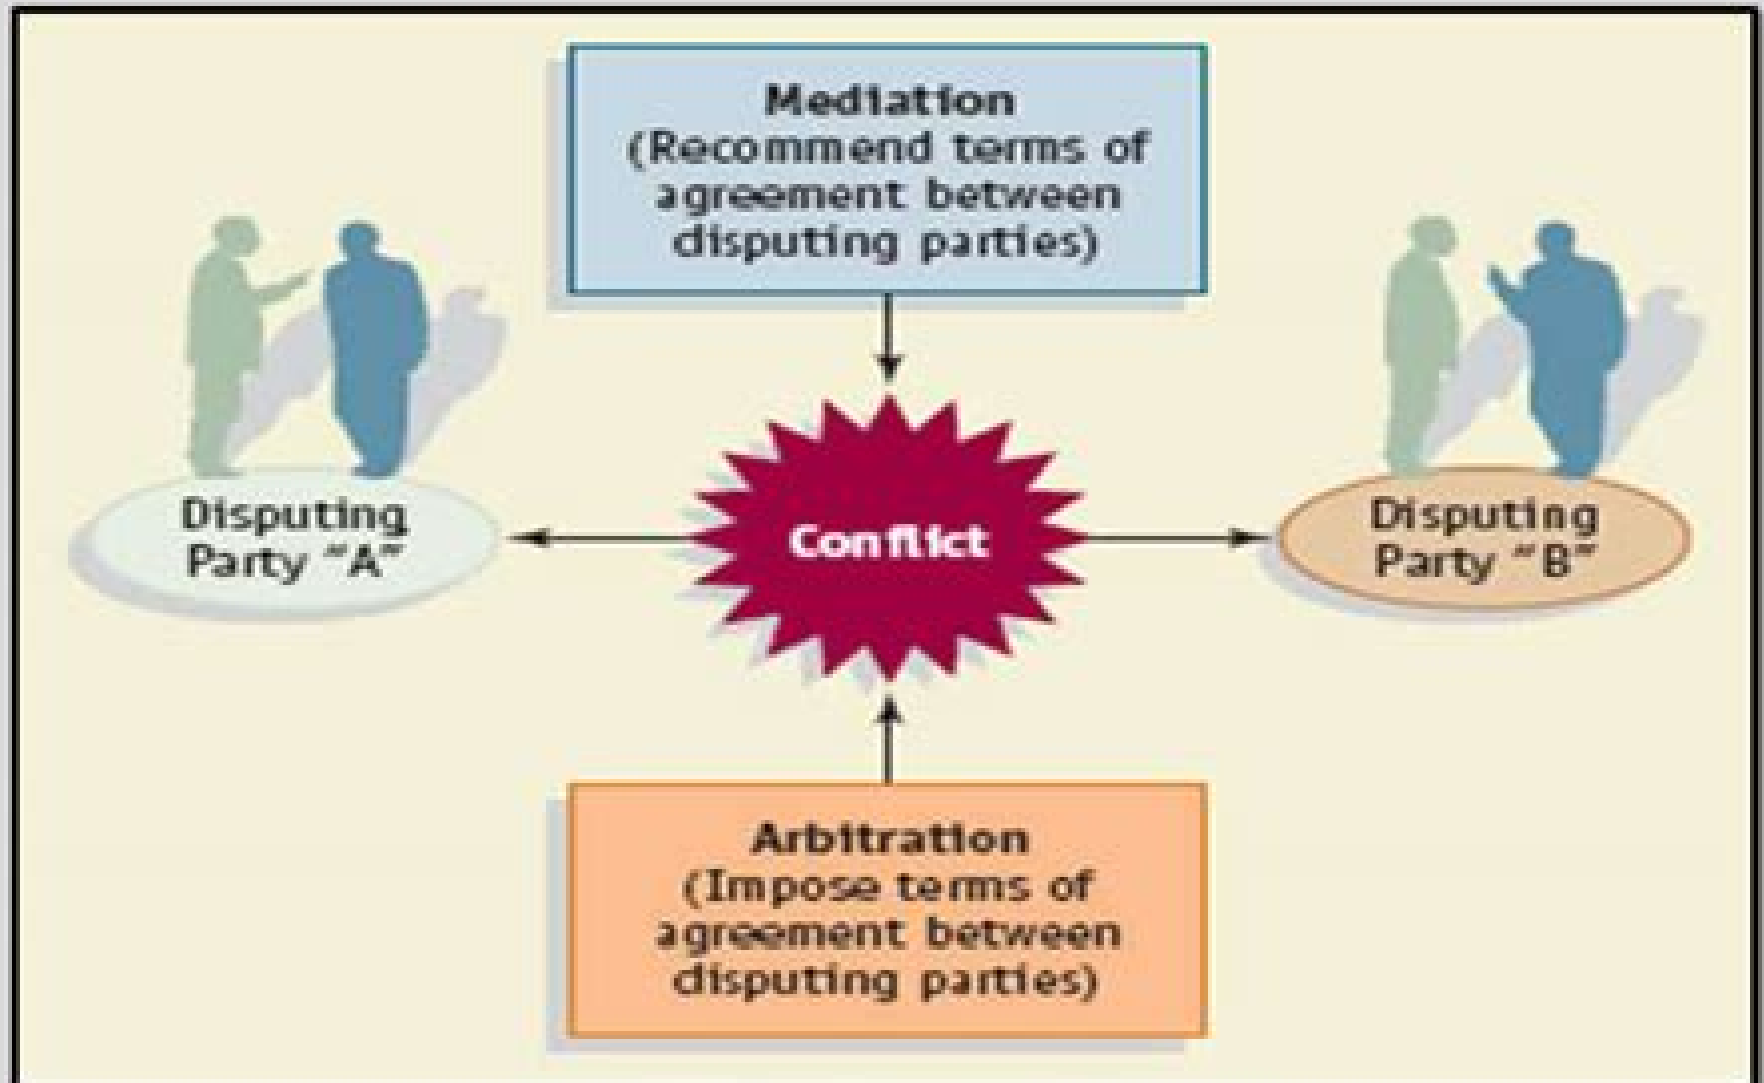 Mediation
(Recommend terms of
agreement between
disputing parties)
Disputing
Party "A"
Conflict
Disputing
Party "B"
Arbitration
(Impose terms of
agreement between
disputing parties)